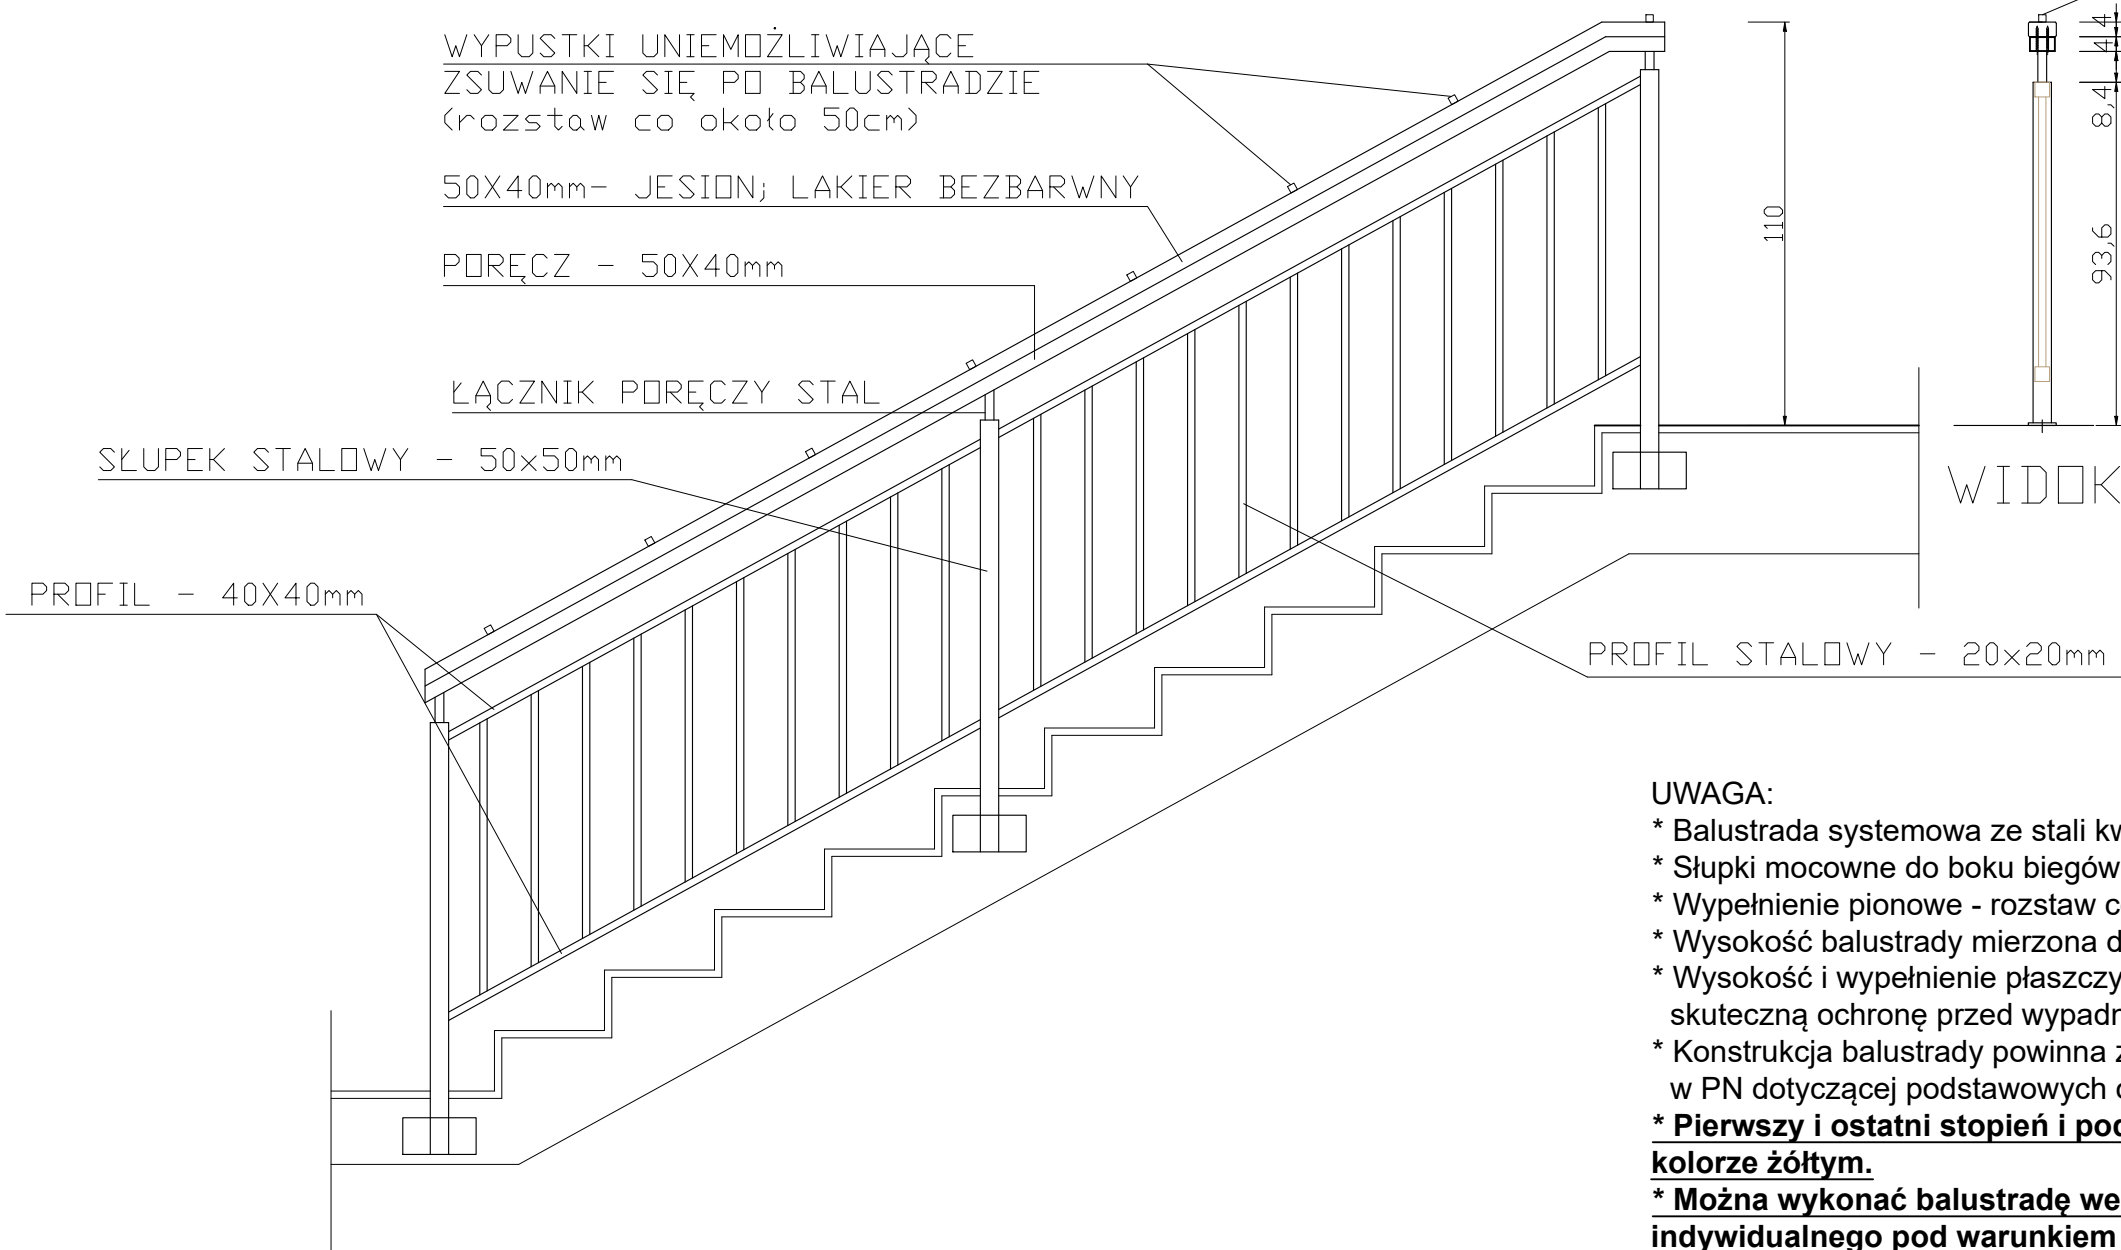 WYPUSTKI UNIEMOŻLIWIAJĄCE
ZSUWANIE SIĘ PO BALUSTRADZIE
(rozstaw co około 50cm)
50X40mm- JESION; LAKIER BEZBARWNY
PORĘCZ - 50X40mm
ŁĄCZNIK PORĘCZY STAL
SŁUPEK STALOWY - 50x50mm
PROFIL - 40X40mm
110
4
4
8,4
93,6
WIDOK
PROFIL STALOWY - 20x20mm
UWAGA:
* Balustrada systemowa ze stali kw
* Słupki mocowne do boku biegów
* Wypełnienie pionowe - rozstaw c
* Wysokość balustrady mierzona d
* Wysokość i wypełnienie płaszczy
skuteczną ochronę przed wypadn
* Konstrukcja balustrady powinna z
w PN dotyczącej podstawowych o
* Pierwszy i ostatni stopień i pod
kolorze żółtym.
* Można wykonać balustradę we
indywidualnego pod warunkiem